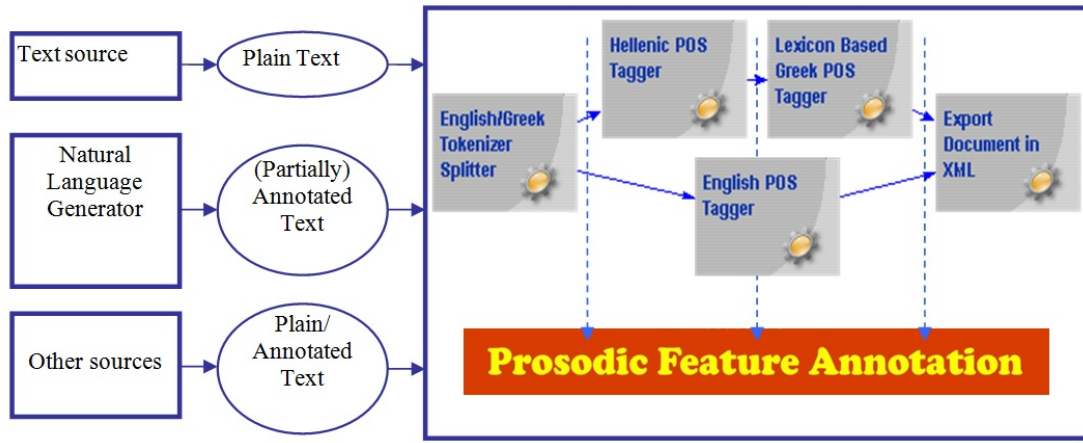 Text source
Plain Text
Natural
Language
Generator
(Partially)
Annotated
Text
Other sources
Plain/
Annotated
Text
English/Greek
Tokenizer
Splitter
Hellenic POS
Tagger
Lexicon Based
Greek POS
Tagger
English POS
Tagger
Export
Document in
XML
Prosodic Feature Annotation